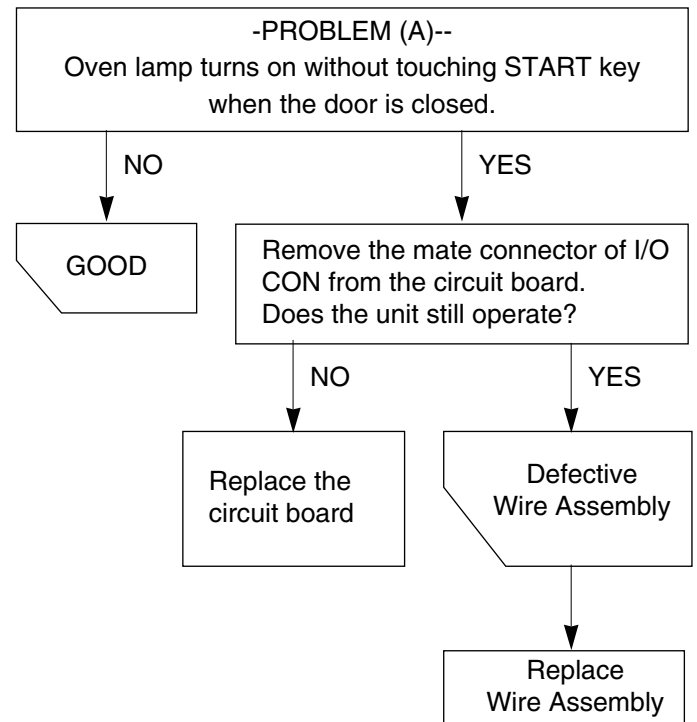 -PROBLEM (A)--
Oven lamp turns on without touching START key
when the door is closed.
NO
YES
GOOD
Remove the mate connector of I/O
CON from the circuit board.
Does the unit still operate?
NO
YES
Replace the
circuit board
Defective
Wire Assembly
Replace
Wire Assembly